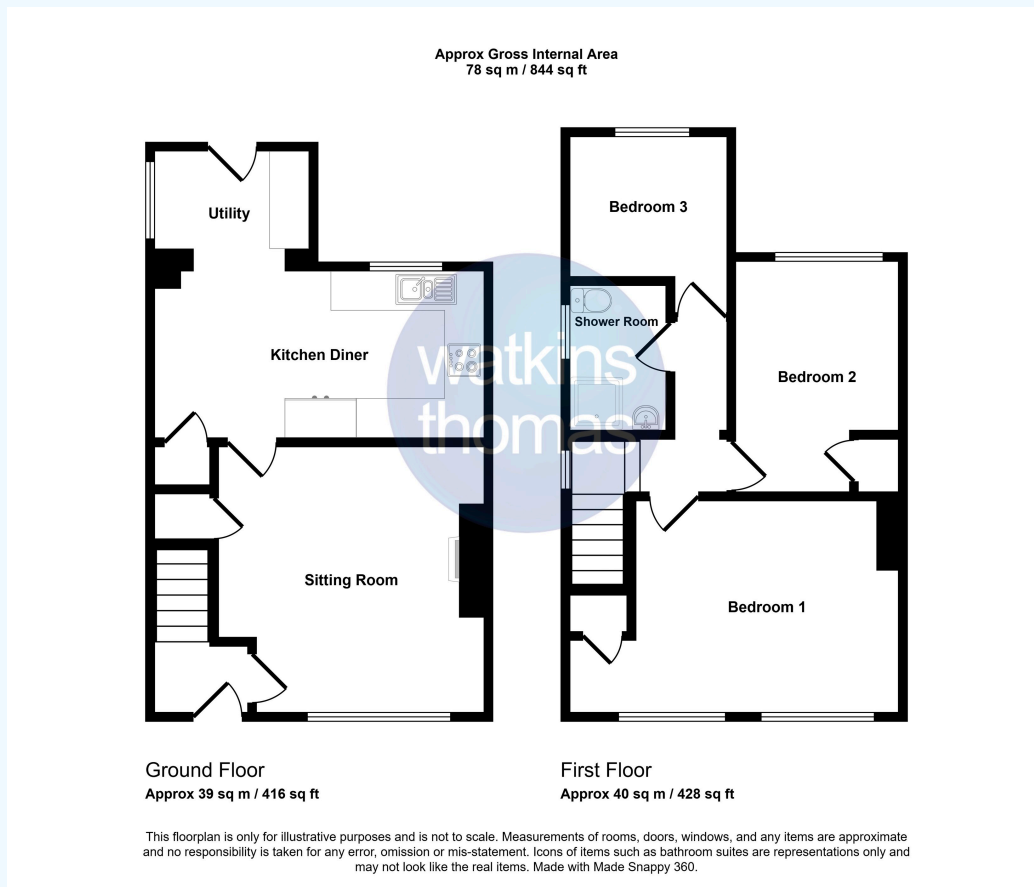 Approx Gross Internal Area
78 sq m / 844 sq ft
Utility
Kitchen Diner
Sitting Room
Bedroom 3
Shower Room
Bedroom 2
Bedroom 1
watkins
thomas
Ground Floor
Approx 39 sq m / 416 sq ft
First Floor
Approx 40 sq m / 428 sq ft
This floorplan is only for illustrative purposes and is not to scale. Measurements of rooms, doors, windows, and any items are approximate
and no responsibility is taken for any error, omission or mis-statement. Icons of items such as bathroom suites are representations only and
may not look like the real items. Made with Made Snappy 360.